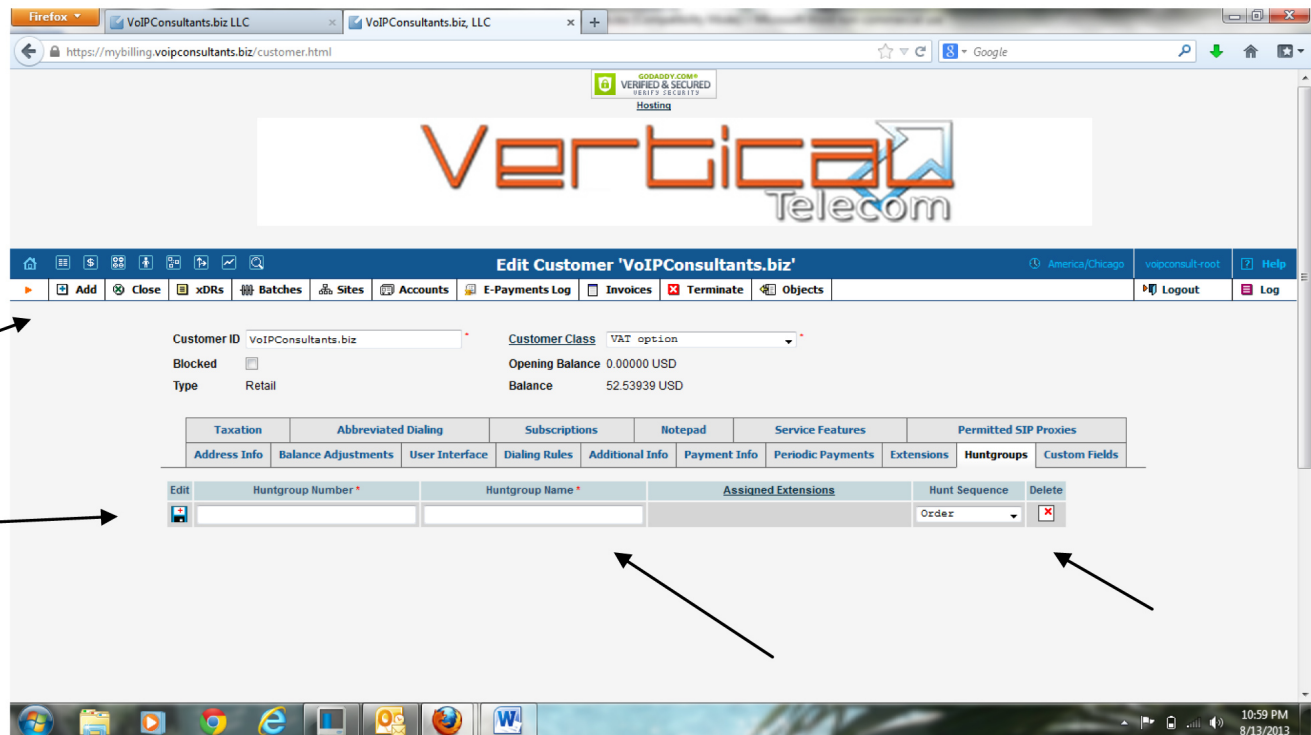 Firefox
VoIPConsultants.biz LLC × VoIPConsultants.biz, LLC × +
https://mybilling.voipconsultants.biz/customer.html Google
GODADDY.COM®
VERIFIED & SECURED
VERIFY SECURITY
Hosting
Vertical
Telecom
Edit Customer 'VoIPConsultants.biz' America/Chicago voipconsult-root ? Help
Add Close xDRs Batches Sites Accounts E-Payments Log Invoices Terminate Objects Logout Log
Customer ID VoIPConsultants.biz * Customer Class VAT option *
Blocked Opening Balance 0.00000 USD
Type Retail Balance 52.53939 USD
Taxation Abbreviated Dialing Subscriptions Notepad Service Features Permitted SIP Proxies
Address Info Balance Adjustments User Interface Dialing Rules Additional Info Payment Info Periodic Payments Extensions Huntgroups Custom Fields
Edit Huntgroup Number * Huntgroup Name * Assigned Extensions Hunt Sequence Delete
Order
10:59 PM
8/13/2013